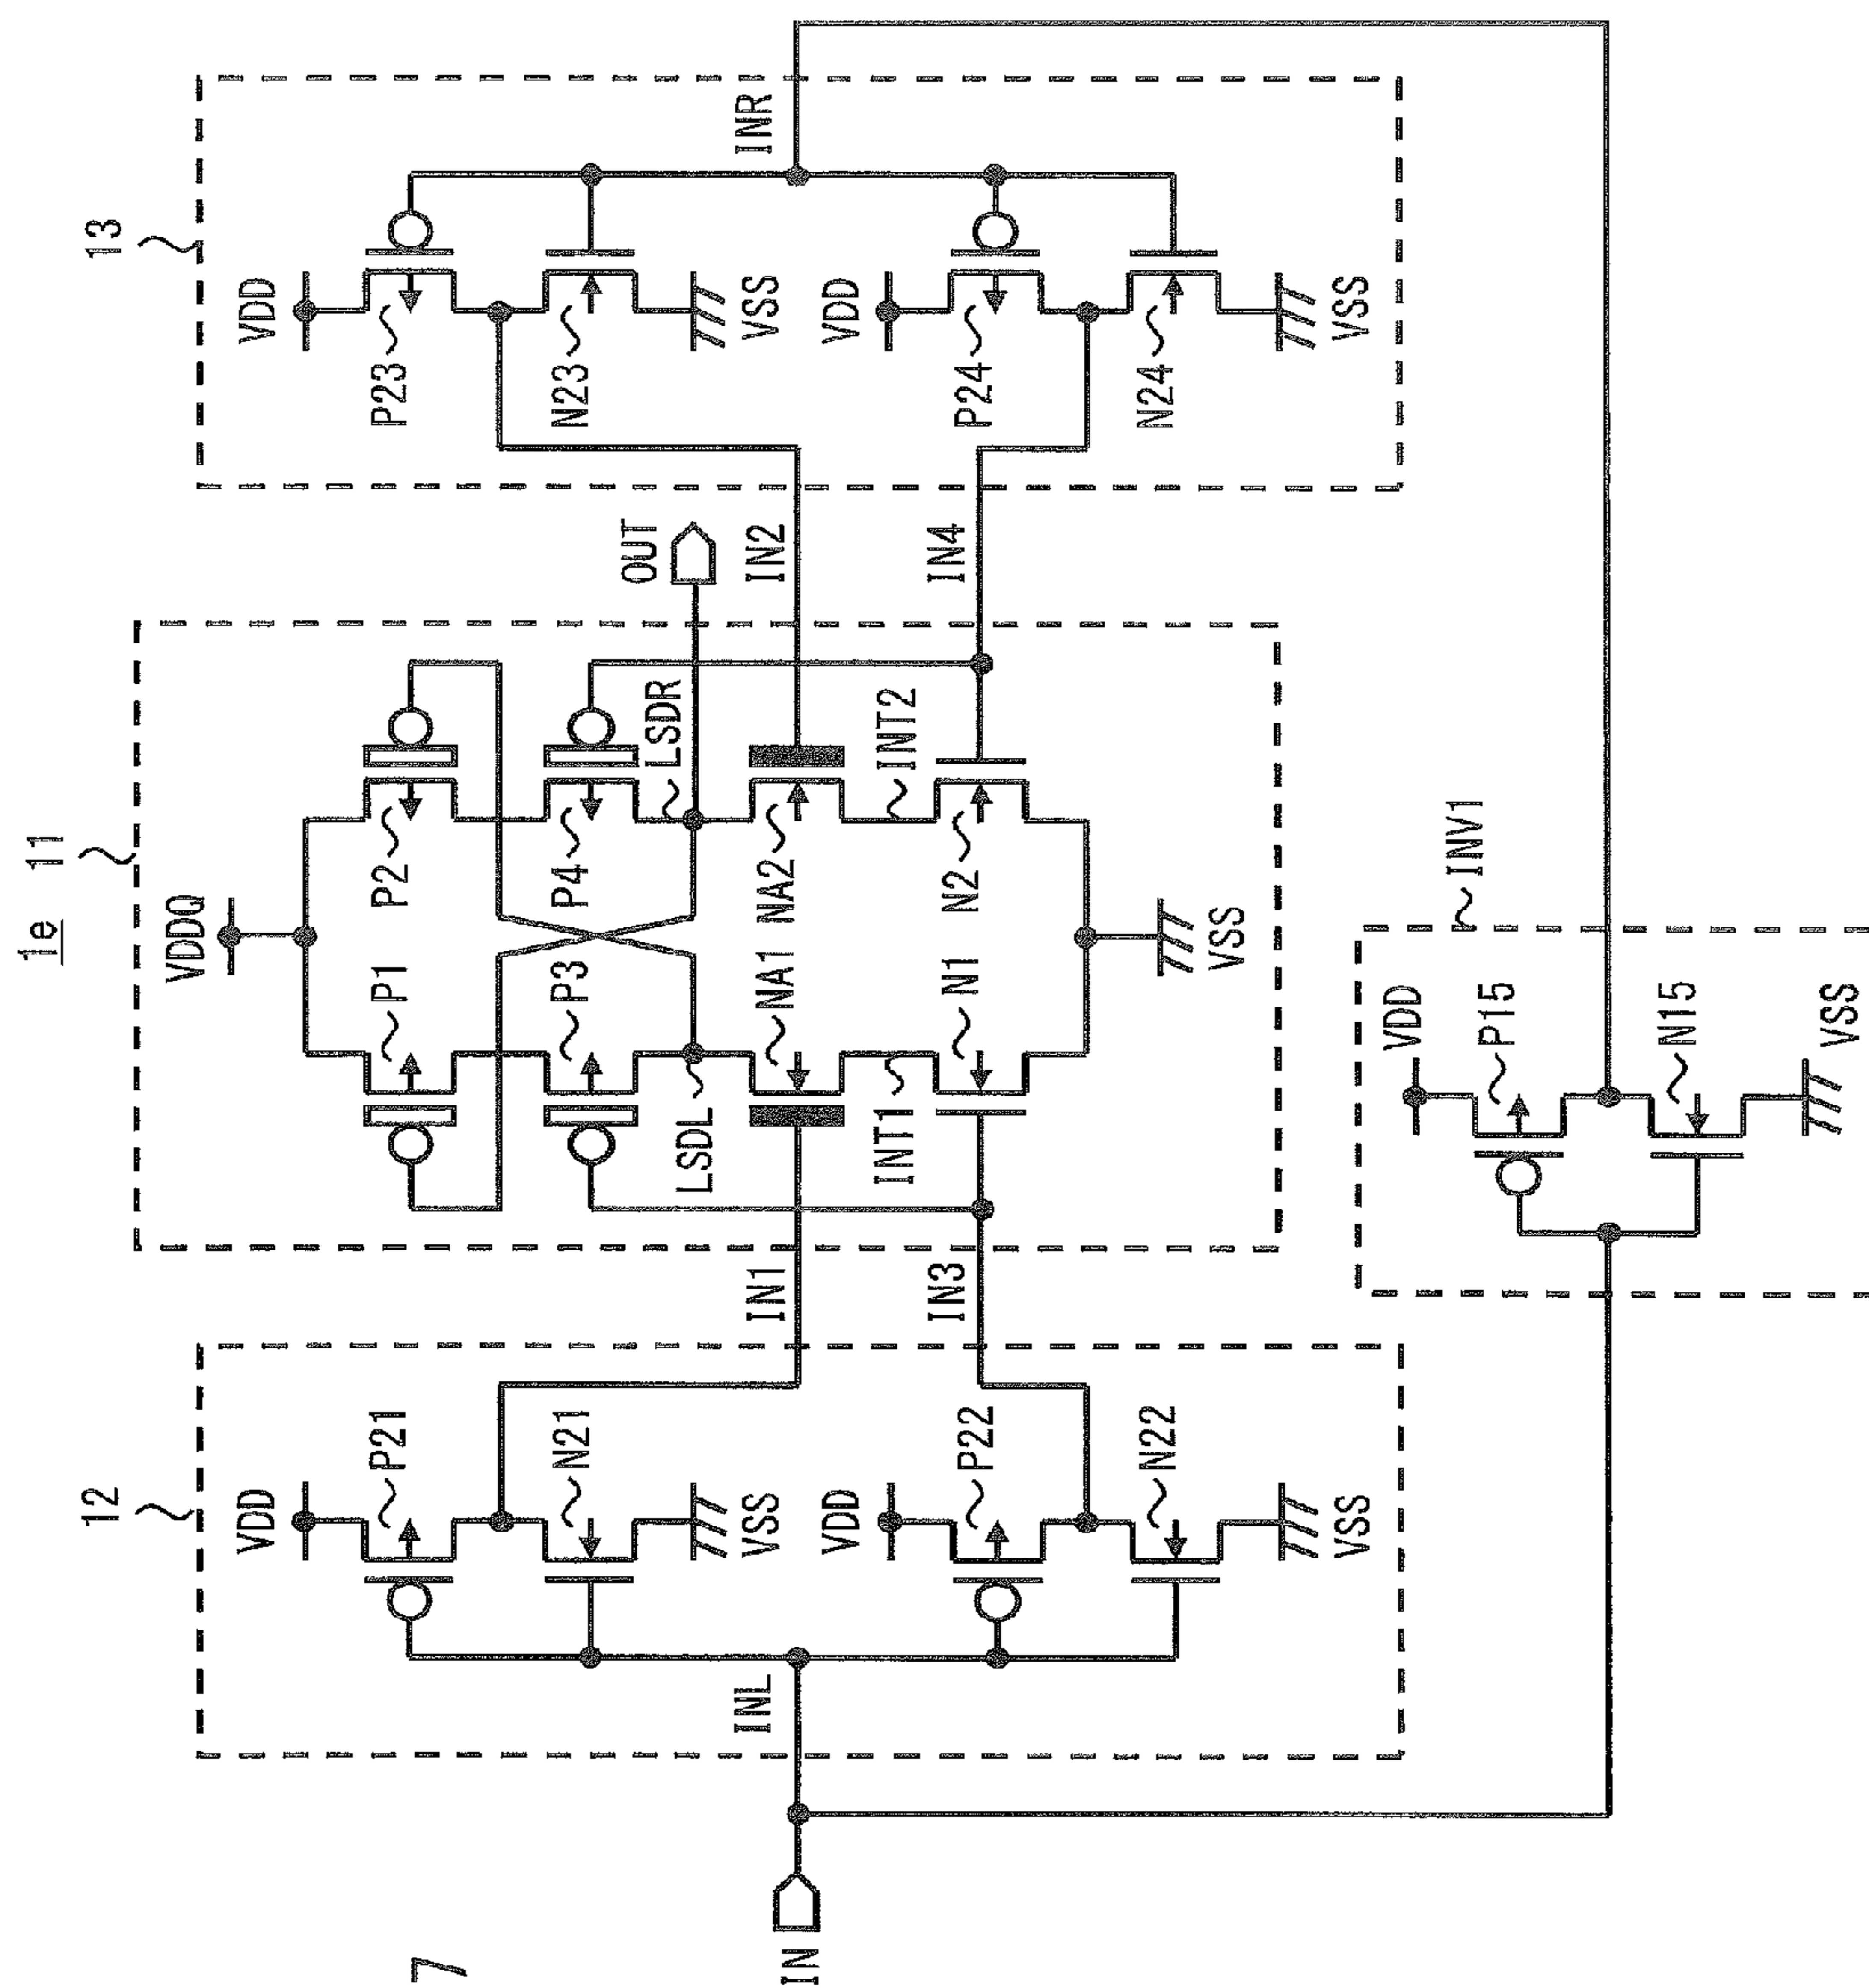 1e
11
12
13
VDDQ
P1
P2
P3
P4
LSDL
LSDR
OUT
NA1
NA2
IN1
IN2
INT1
INT2
N1
N2
IN3
IN4
VSS
VDD
P21
N21
VSS
VDD
P22
N22
VSS
INL
IN
VDD
P23
N23
VSS
VDD
P24
N24
VSS
INR
INV1
VDD
P15
N15
VSS
7